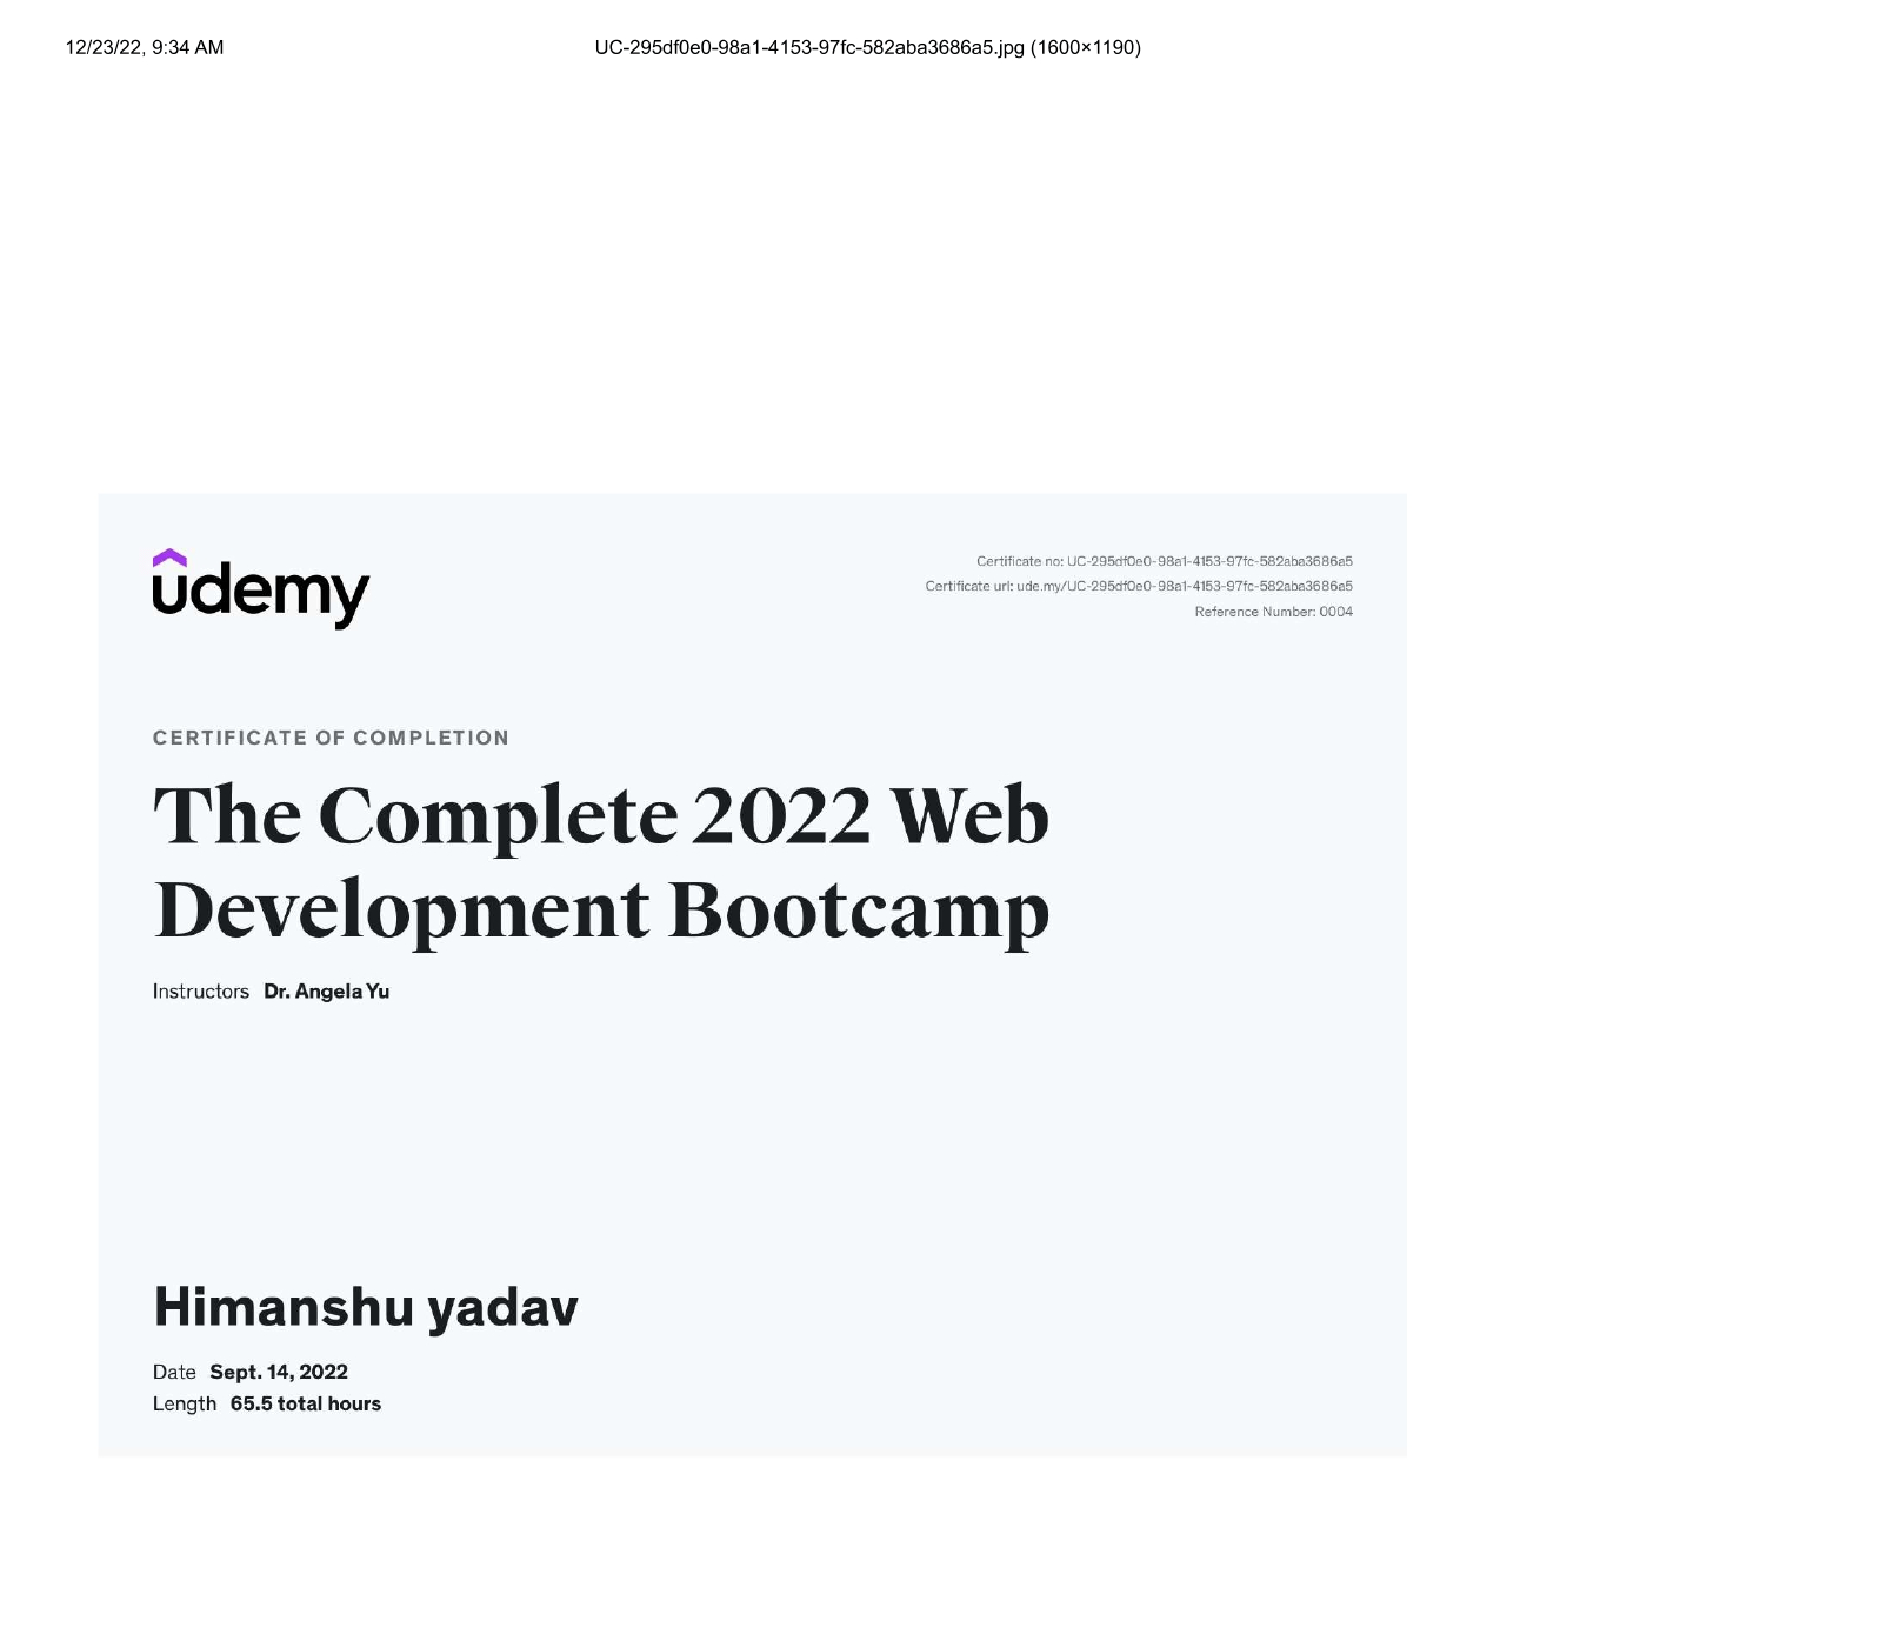 12/23/22, 9:34 AM
UC-295df0e0-98a1-4153-97fc-582aba3686a5.jpg (1600×1190)
udemy
Certificate no: UC-295df0e0-98a1-4153-97fc-582aba3686a5
Certificate url: ude.my/UC-295df0e0-98a1-4153-97fc-582aba3686a5
Reference Number: 0004
CERTIFICATE OF COMPLETION
The Complete 2022 Web
Development Bootcamp
Instructors Dr. Angela Yu
Himanshu yadav
Date Sept. 14, 2022
Length 65.5 total hours